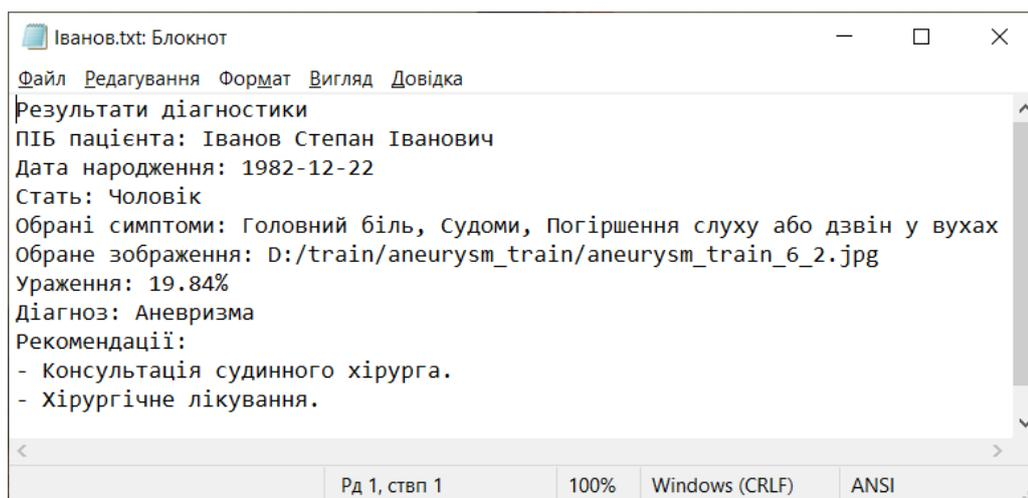 Іванов.txt: Блокнот
Файл Редагування Формат Вигляд Довідка
Результати діагностики
ПІБ пацієнта: Іванов Степан Іванович
Дата народження: 1982-12-22
Стать: Чоловік
Обрані симптоми: Головний біль, Судоми, Погіршення слуху або дзвін у вухах
Обране зображення: D:/train/aneurysm_train/aneurysm_train_6_2.jpg
Ураження: 19.84%
Діагноз: Аневризма
Рекомендації:
- Консультація судинного хірурга.
- Хірургічне лікування.
Рд 1, ствп 1 100% Windows (CRLF) ANSI